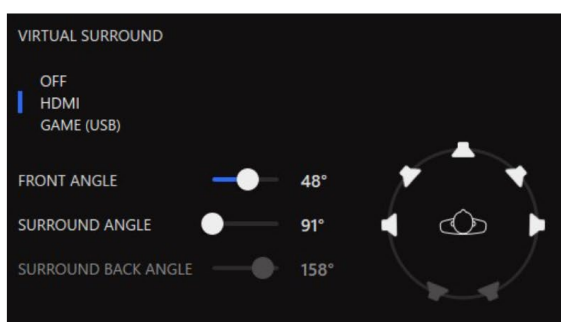 VIRTUAL SURROUND
OFF
HDMI
GAME (USB)
FRONT ANGLE 48°
SURROUND ANGLE 91°
SURROUND BACK ANGLE 158°